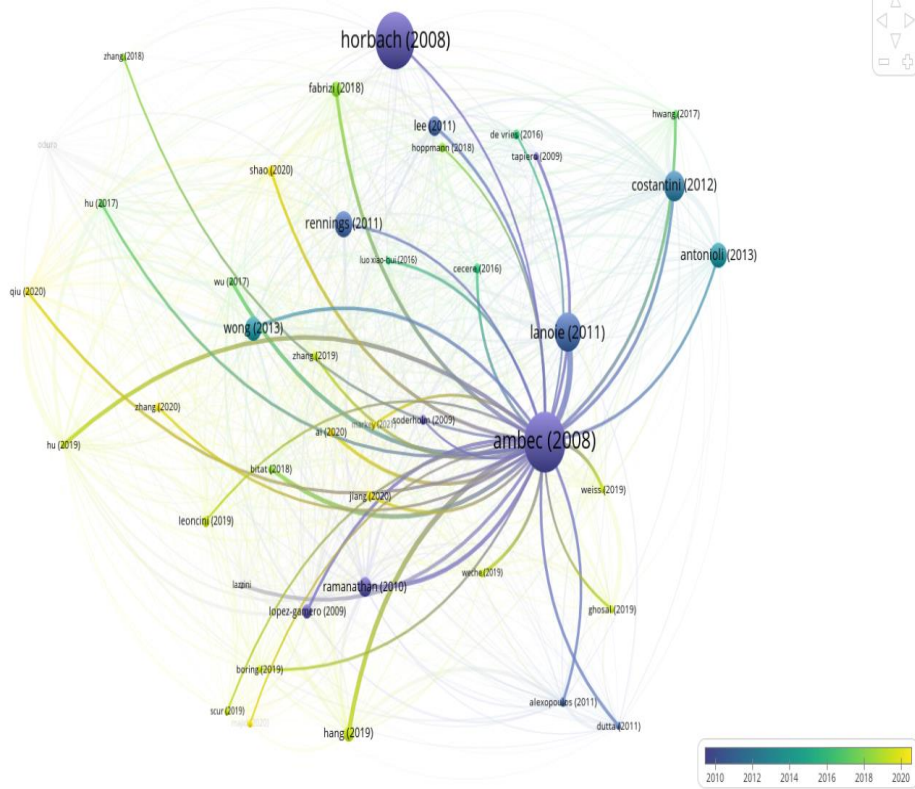 horbach (2008)
zhang (2018)
fabrizi (2018)
hwang (2017)
lee (2011)
de vries (2016)
hoppmann (2018)
tapiero (2009)
oduro
shao (2020)
costantini (2012)
hu (2017)
rennings (2011)
antonioli (2013)
luo xiao-bui (2016)
cecere (2016)
wu (2017)
qiu (2020)
wong (2013)
lanoie (2011)
zhang (2019)
zhang (2020)
soderholm (2009)
al (2020)
ambec (2008)
hu (2019)
bitat (2018)
weiss (2019)
jiang (2020)
leoncini (2019)
weche (2019)
lazzini
ramanathan (2010)
lopez-gamero (2009)
ghosal (2019)
boring (2019)
alexopoulos (2011)
scur (2019)
dutta (2011)
hang (2019)
2010 2012 2014 2016 2018 2020